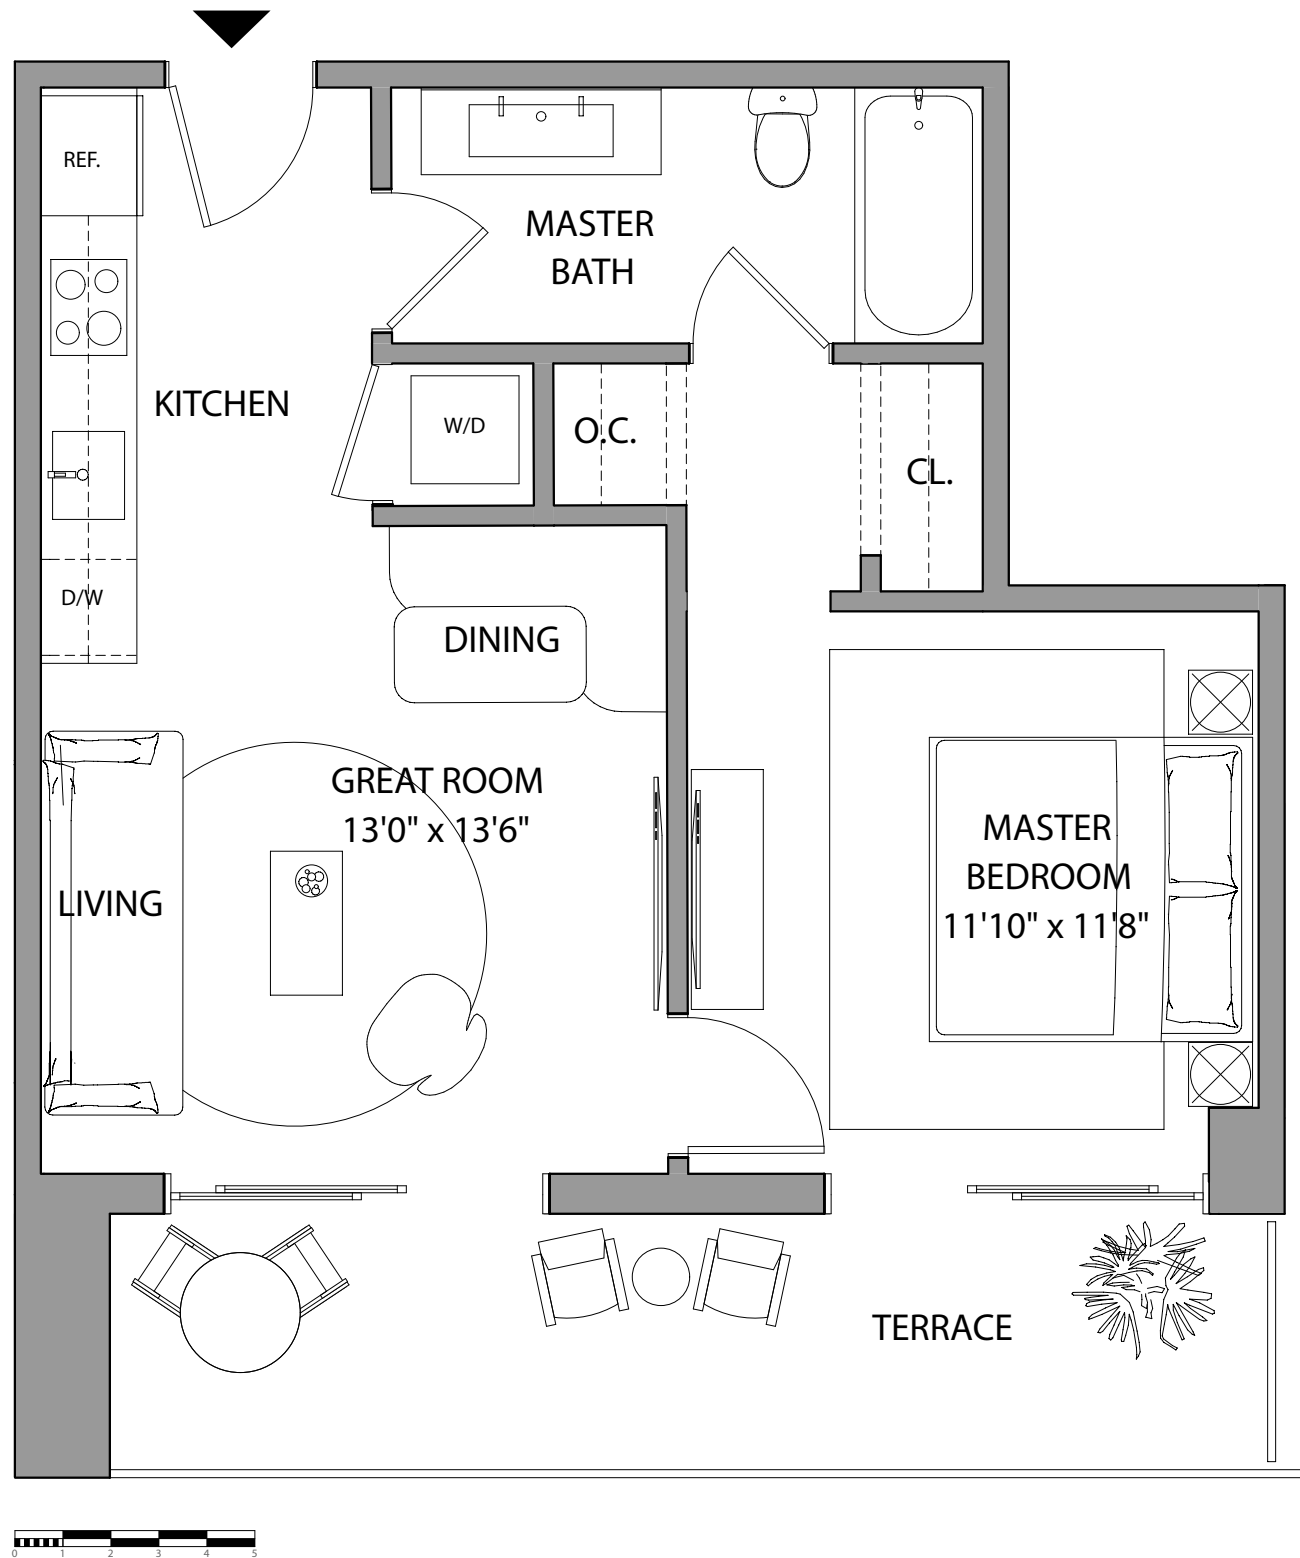 REF.
MASTER
BATH
KITCHEN
W/D
O.C.
CL.
D/W
DINING
GREAT ROOM
13'0" x 13'6"
LIVING
MASTER
BEDROOM
11'10" x 11'8"
TERRACE
0 1 2 3 4 5